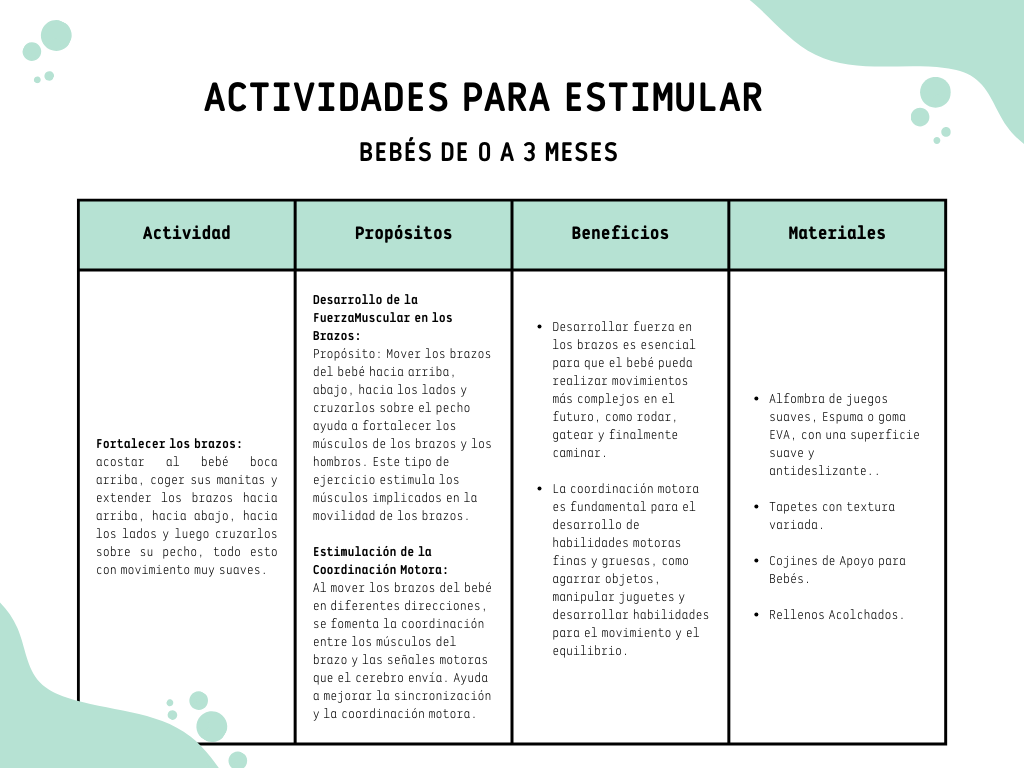 ACTIVIDADES PARA ESTIMULAR
BEBÉS DE 0 A 3 MESES
Actividad
Propósitos
Beneficios
Materiales
Fortalecer los brazos:
acostar al bebé boca
arriba, coger sus manitas y
extender los brazos hacia
arriba, hacia abajo, hacia
los lados y luego cruzarlos
sobre su pecho, todo esto
con movimiento muy suaves.
Desarrollo de la
FuerzaMuscular en los
Brazos:
Propósito: Mover los brazos
del bebé hacia arriba,
abajo, hacia los lados y
cruzarlos sobre el pecho
ayuda a fortalecer los
músculos de los brazos y los
hombros. Este tipo de
ejercicio estimula los
músculos implicados en la
movilidad de los brazos.
Estimulación de la
Coordinación Motora:
Al mover los brazos del bebé
en diferentes direcciones,
se fomenta la coordinación
entre los músculos del
brazo y las señales motoras
que el cerebro envía. Ayuda
a mejorar la sincronización
y la coordinación motora.
• Desarrollar fuerza en
los brazos es esencial
para que el bebé pueda
realizar movimientos
más complejos en el
futuro, como rodar,
gatear y finalmente
caminar.
• La coordinación motora
es fundamental para el
desarrollo de
habilidades motoras
finas y gruesas, como
agarrar objetos,
manipular juguetes y
desarrollar habilidades
para el movimiento y el
equilibrio.
• Alfombra de juegos
suaves, Espuma o goma
EVA, con una superficie
suave y
antideslizante..
• Tapetes con textura
variada.
• Cojines de Apoyo para
Bebés.
• Rellenos Acolchados.